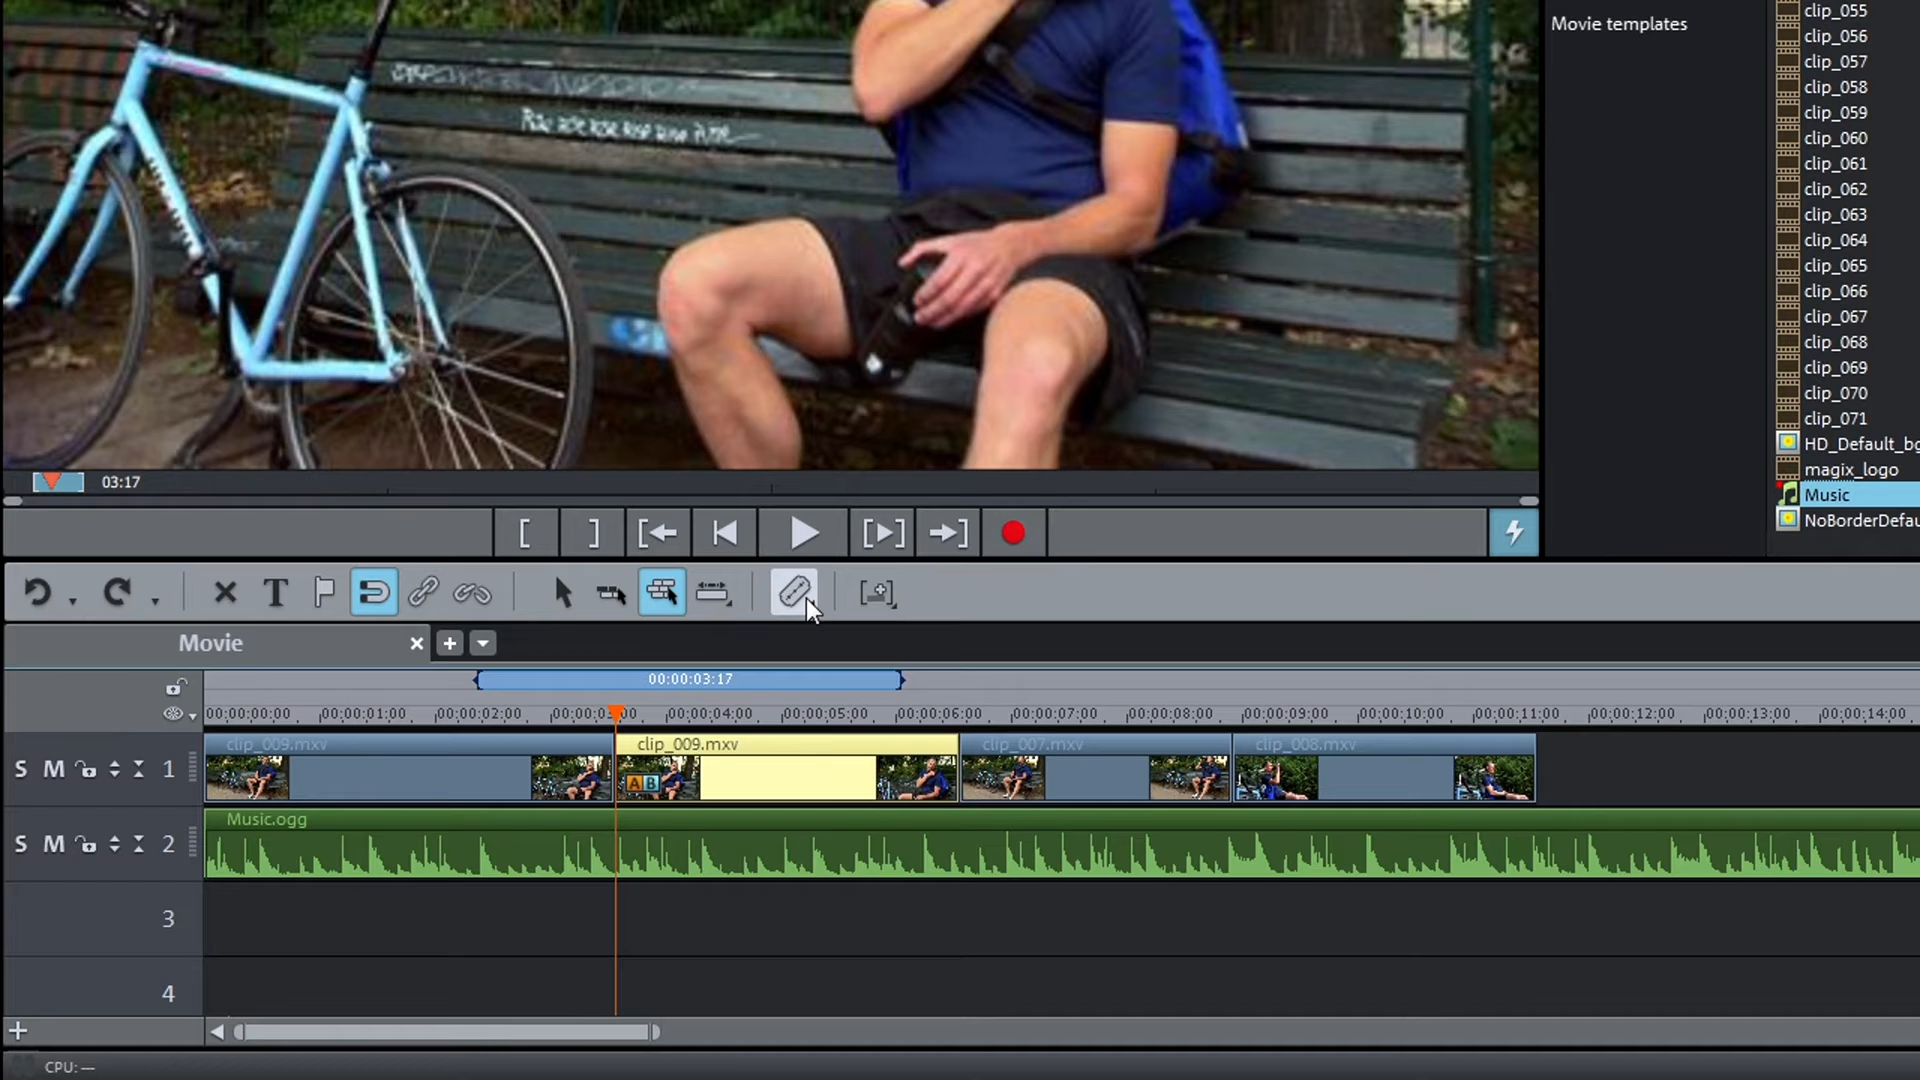 Movie templates
clip_055
clip_056
clip_057
clip_058
clip_059
clip_060
clip_061
clip_062
clip_063
clip_064
clip_065
clip_066
clip_067
clip_068
clip_069
clip_070
clip_071
HD_Default_bg
magix_logo
Music
NoBorderDefau
03:17
T
Movie
00:00:03:17
00:00:00:00 00:00:01:00 00:00:02:00 00:00:04:00 00:00:05:00 00:00:06:00 00:00:07:00 00:00:08:00 00:00:09:00 00:00:10:00 00:00:11:00 00:00:12:00 00:00:13:00 00:00:14:00
clip_009.mxv clip_009.mxv clip_007.mxv clip_008.mxv
S M 1
A B
Music.ogg
S M 2
3
4
CPU: —